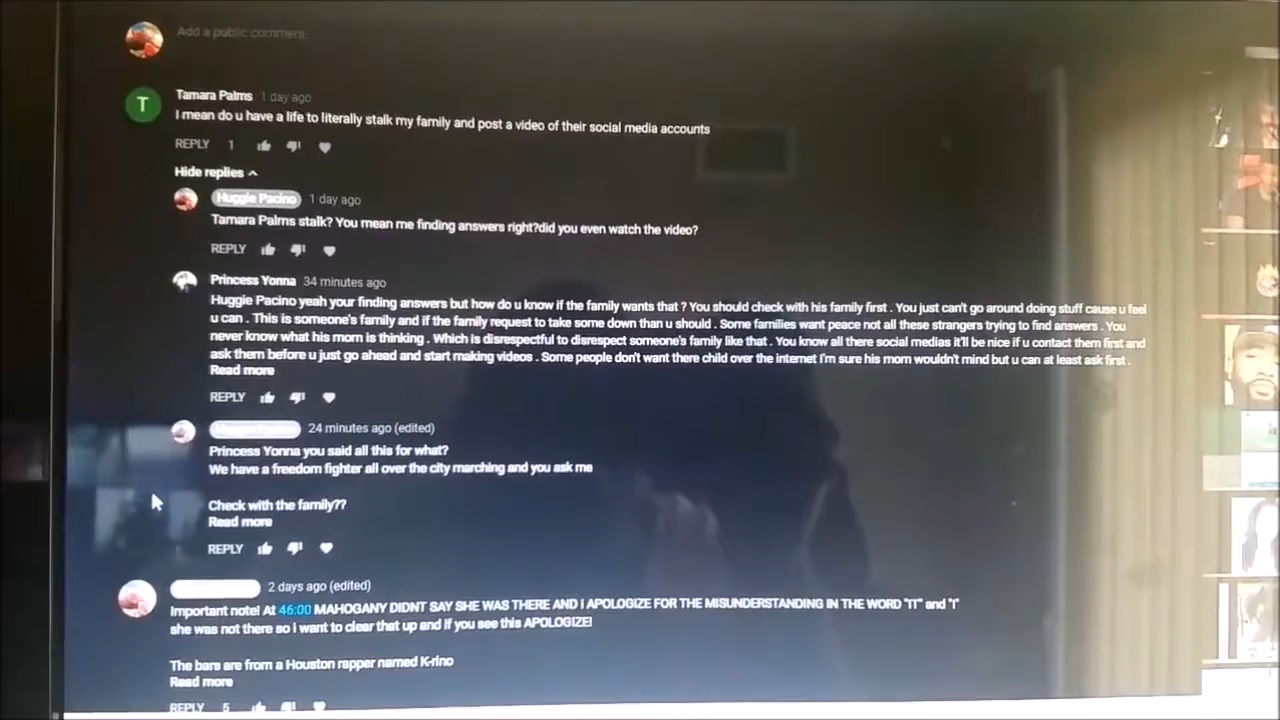 Add a public comment.
T
Tamara Palms 1 day ago
I mean do u have a life to literally stalk my family and post a video of their social media accounts
REPLY 1
Hide replies
Huggie Pacino 1 day ago
Tamara Palms stalk? You mean me finding answers right?did you even watch the video?
REPLY
Princess Yonna 34 minutes ago
Huggie Pacino yeah your finding answers but how do u know if the family wants that ? You should check with his family first . You just can't go around doing stuff cause u feel
u can . This is someone's family and if the family request to take some down than u should . Some families want peace not all these strangers trying to find answers . You
never know what his mom is thinking . Which is disrespectful to disrespect someone's family like that . You know all there social medias it'll be nice if u contact them first and
ask them before u just go ahead and start making videos . Some people don't want there child over the internet I'm sure his mom wouldn't mind but u can at least ask first .
Read more
REPLY
24 minutes ago (edited)
Princess Yonna you said all this for what?
We have a freedom fighter all over the city marching and you ask me
Check with the family??
Read more
REPLY
2 days ago (edited)
Important note! At 46:00 MAHOGANY DIDNT SAY SHE WAS THERE AND I APOLOGIZE FOR THE MISUNDERSTANDING IN THE WORD "IT" and "I"
she was not there so i want to clear that up and if you see this APOLOGIZE!
The bars are from a Houston rapper named K-rino
Read more
REPLY 5